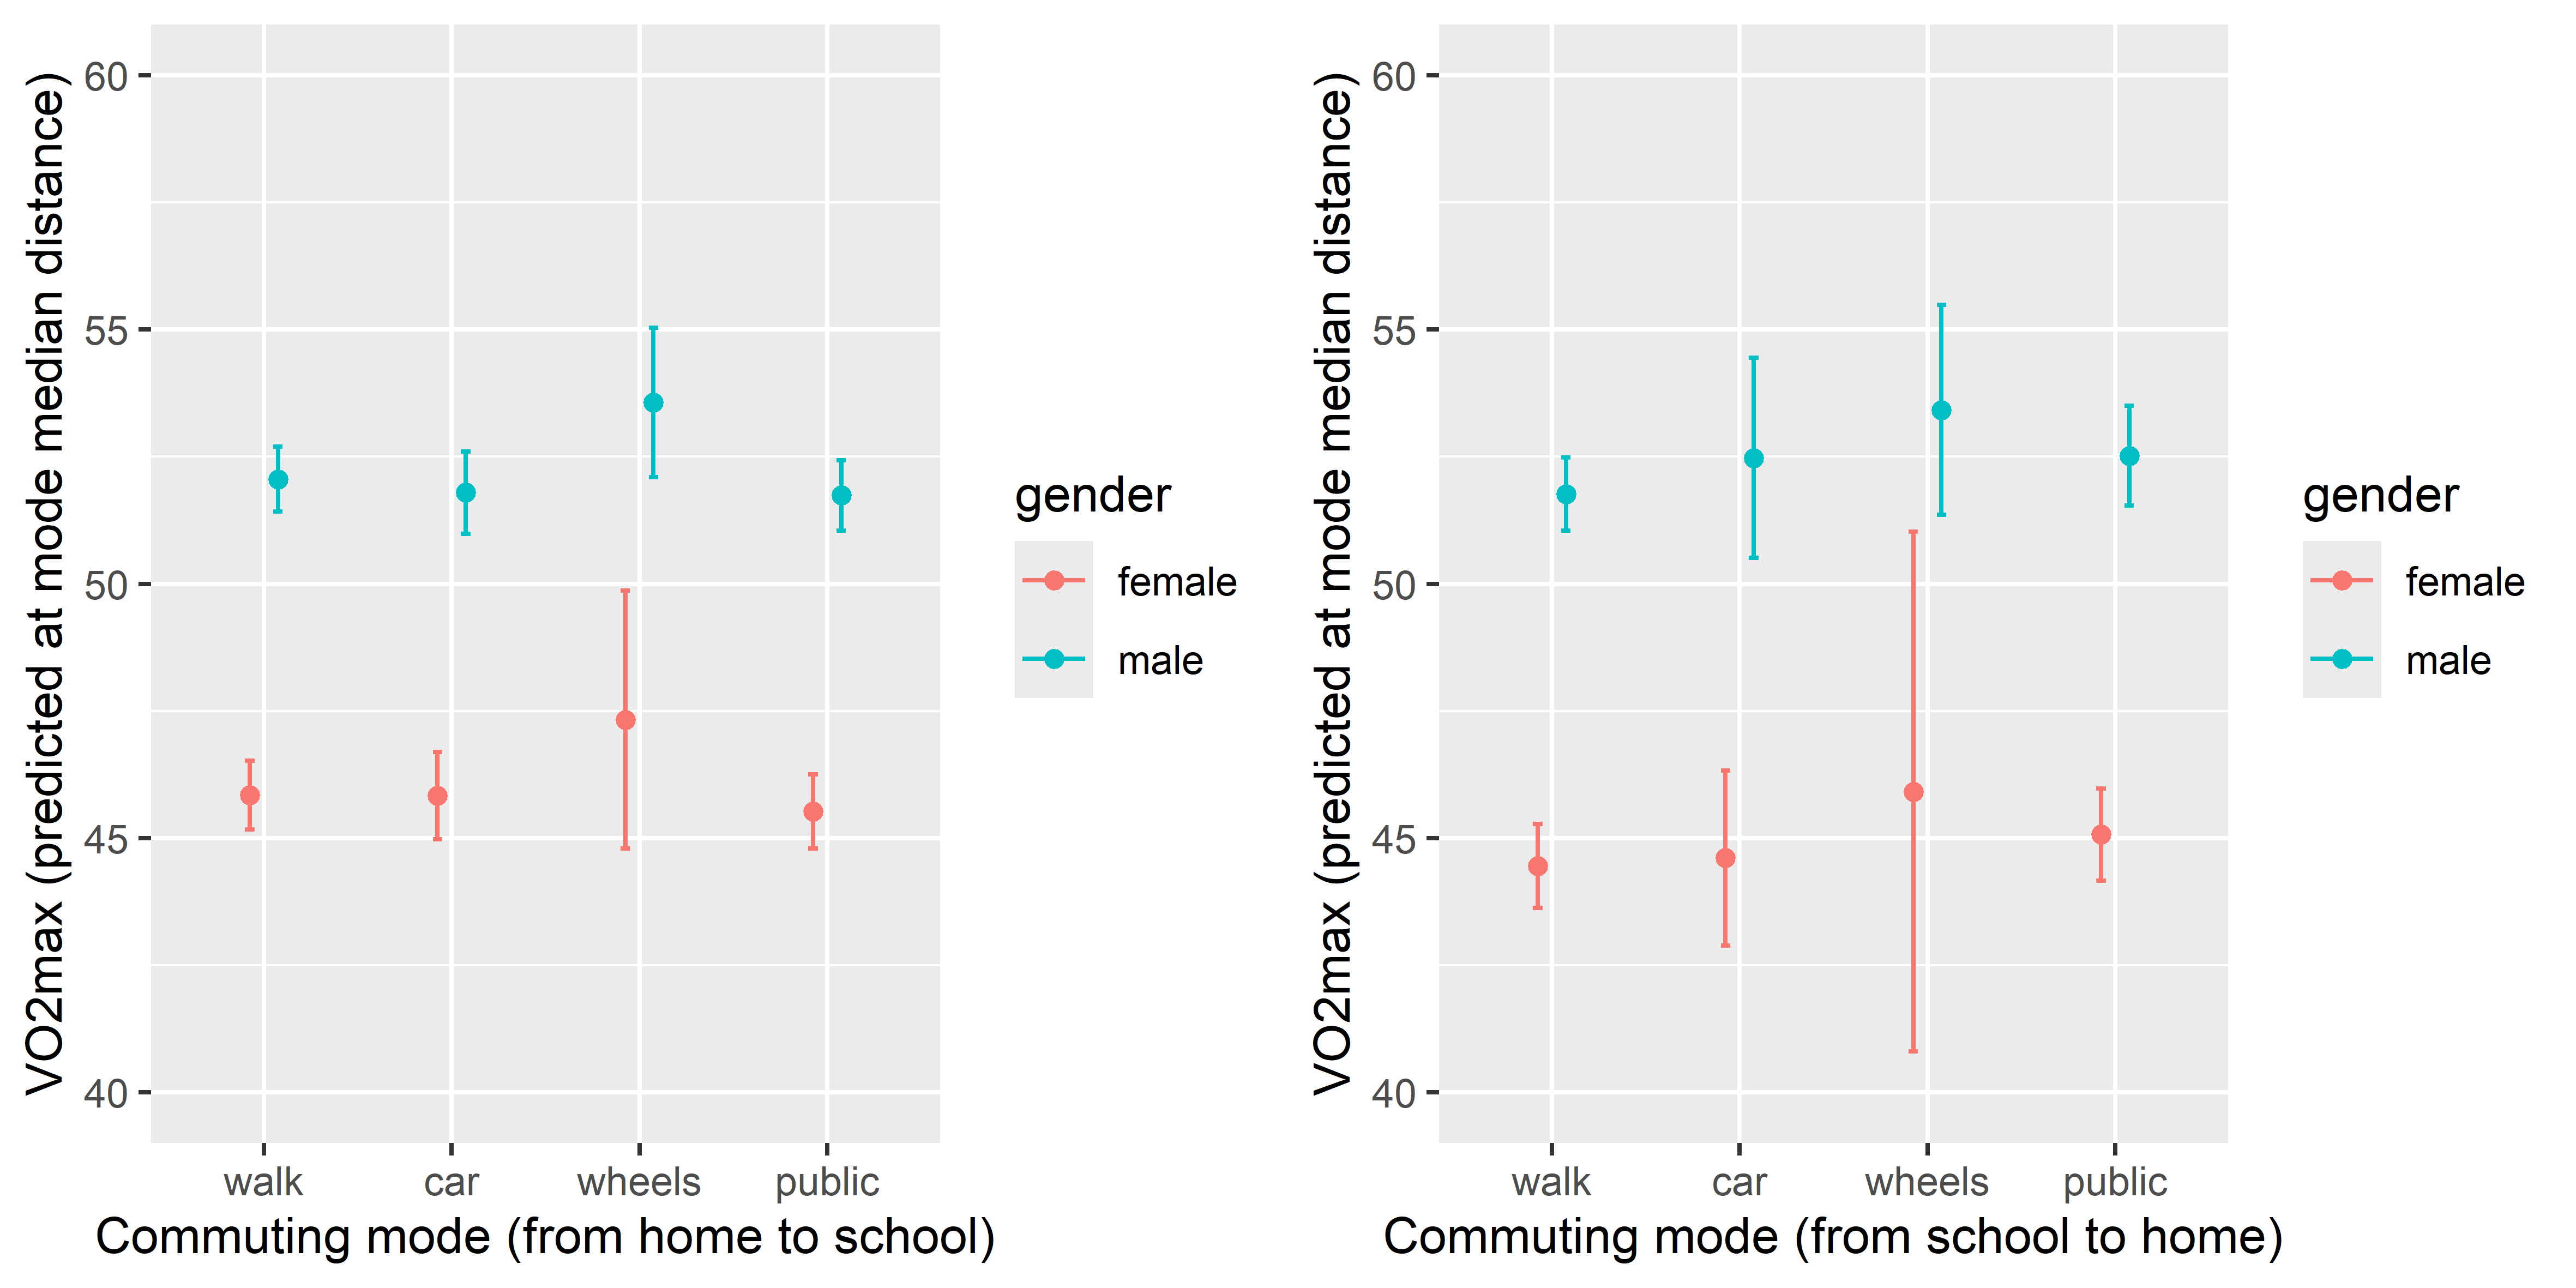 VO2max (predicted at mode median distance)
60
55
50
45
40
walk car wheels public
Commuting mode (from home to school)
gender
female
male
VO2max (predicted at mode median distance)
60
55
50
45
40
walk car wheels public
Commuting mode (from school to home)
gender
female
male